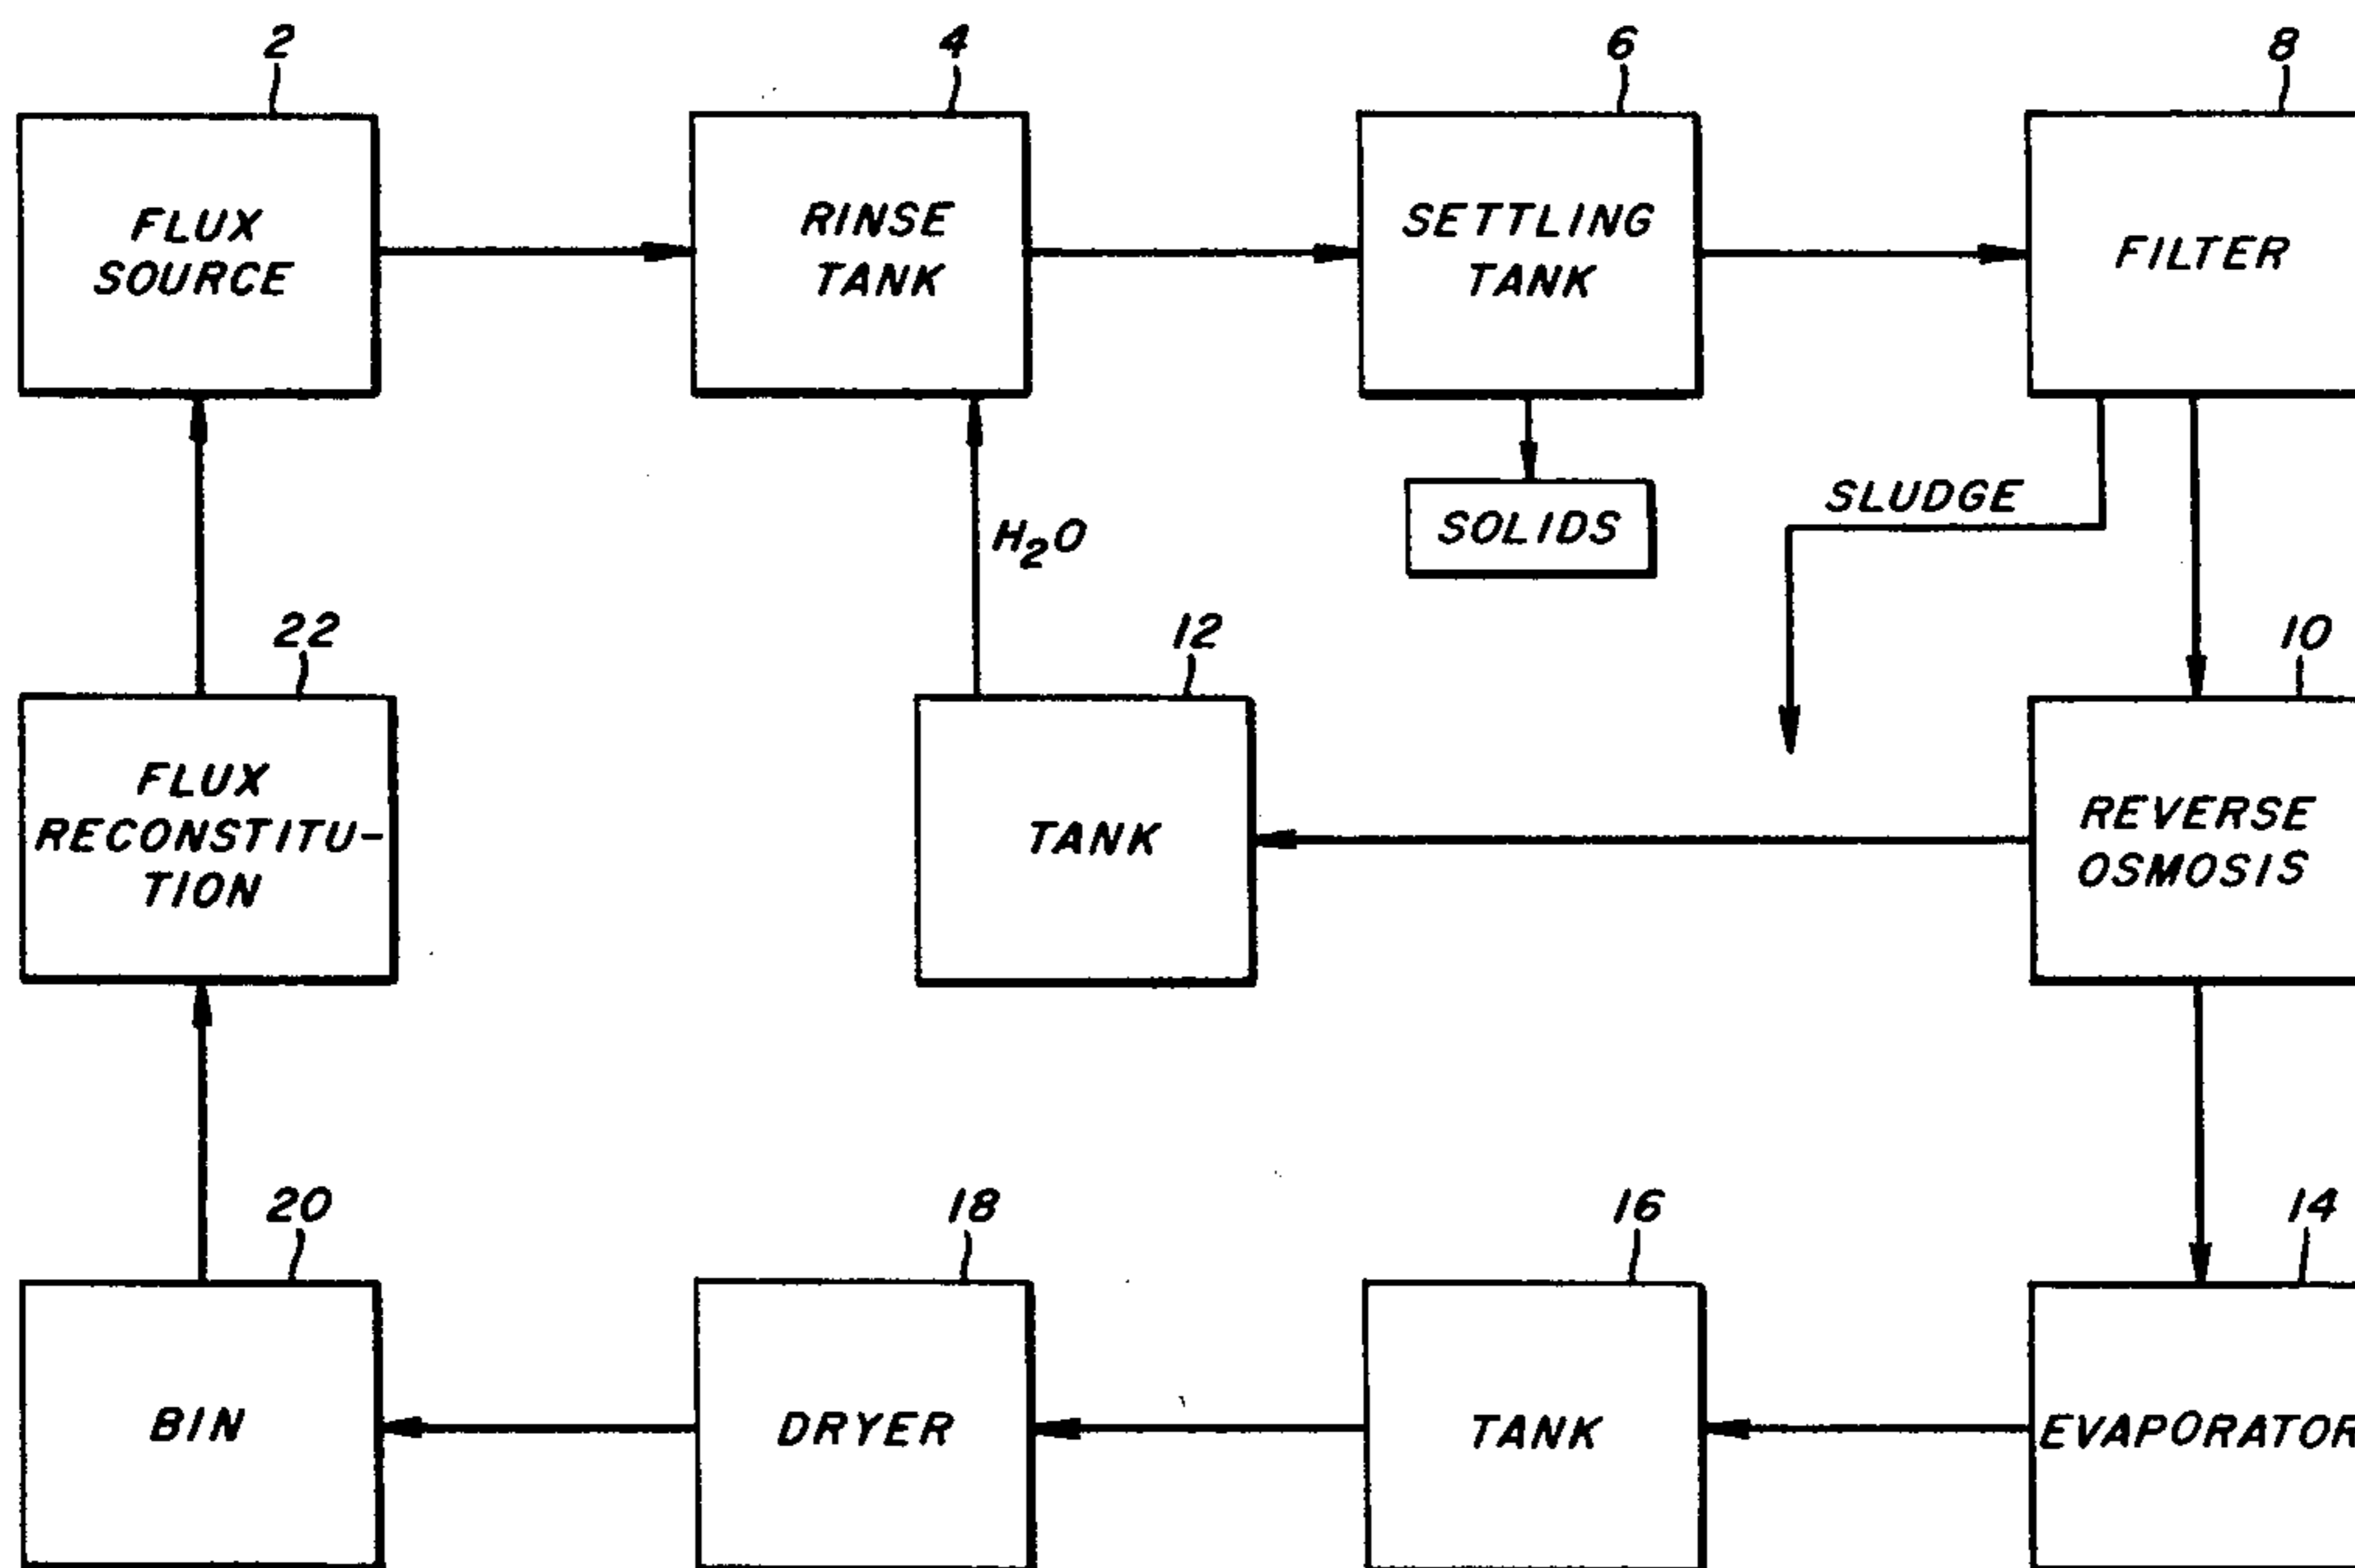 2
4
6
8
FLUX
SOURCE
RINSE
TANK
SETTLING
TANK
FILTER
SOLIDS
SLUDGE
H₂O
22
12
10
FLUX
RECONSTITU-
TION
TANK
REVERSE
OSMOSIS
20
18
16
14
BIN
DRYER
TANK
EVAPORATOR